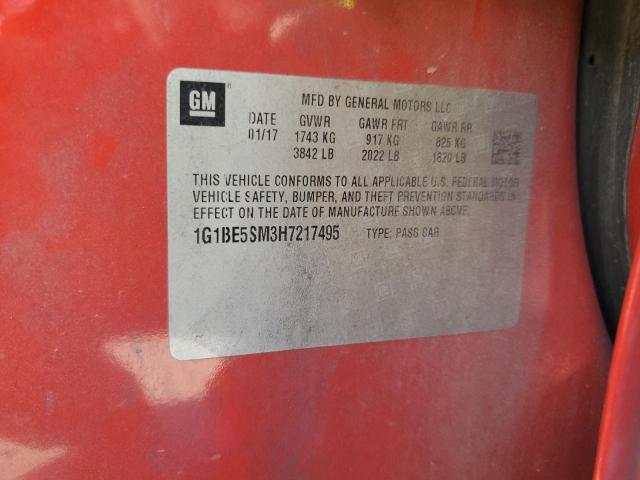 GM
MFD BY GENERAL MOTORS LLC
DATE GVWR GAWR FRT GAWR RR
01/17 1743 KG 917 KG 825 KG
3842 LB 2022 LB 1820 LB
THIS VEHICLE CONFORMS TO ALL APPLICABLE U.S. FEDERAL MOTOR
VEHICLE SAFETY, BUMPER, AND THEFT PREVENTION STANDARDS IN
EFFECT ON THE DATE OF MANUFACTURE SHOWN ABOVE.
1G1BE5SM3H7217495 TYPE: PASS CAR